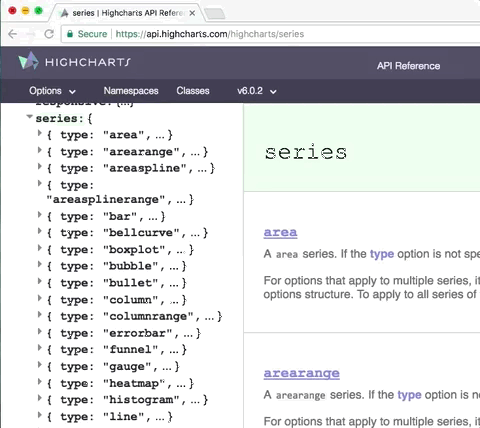 series | Highcharts API Refere
Secure | https://api.highcharts.com/highcharts/series
HIGHCHARTS
API Reference
Options Namespaces Classes v6.0.2
responsive: {...}
series: {
{ type: "area", ... }
{ type: "arearange", ... }
{ type: "areaspline", ... }
{ type:
"areasplinerange", ... }
{ type: "bar", ... }
{ type: "bellcurve", ... }
{ type: "boxplot", ... }
{ type: "bubble", ... }
{ type: "bullet", ... }
{ type: "column", ... }
{ type: "columnrange", ... }
{ type: "errorbar", ... }
{ type: "funnel", ... }
{ type: "gauge", ... }
{ type: "heatmap", ... }
{ type: "histogram", ... }
{ type: "line", ... }
series
area
A area series. If the type option is not spe
For options that apply to multiple series, it
options structure. To apply to all series of
arearange
A arearange series. If the type option is n
For options that apply to multiple series, it